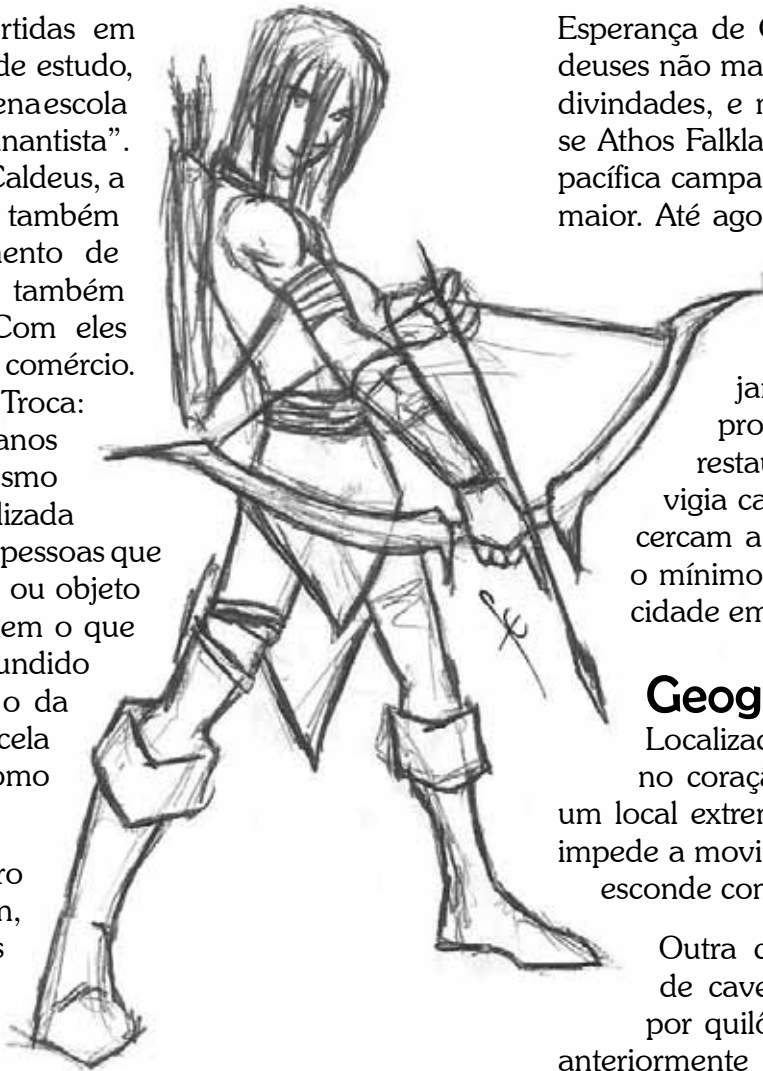 rtidas em
de estudo,
enaescola
nantista”.
Caldeus, a
também
ento de
também
Com eles
comércio.
Troca:
anos
smo
lizada
pessoas que
ou objeto
em o que
undido
o da
cela
omo
ro
m,
s
Esperança de
deuses não ma
divindades, e
se Athos Falkla
pacífica campa
maior. Até ago
jar
pro
restau
vigia ca
cercam a
o mínimo
cidade em
Geog
Localizad
no coraçã
um local extrem
impede a movi
esconde con
Outra
de cave
por quilô
anteriormente